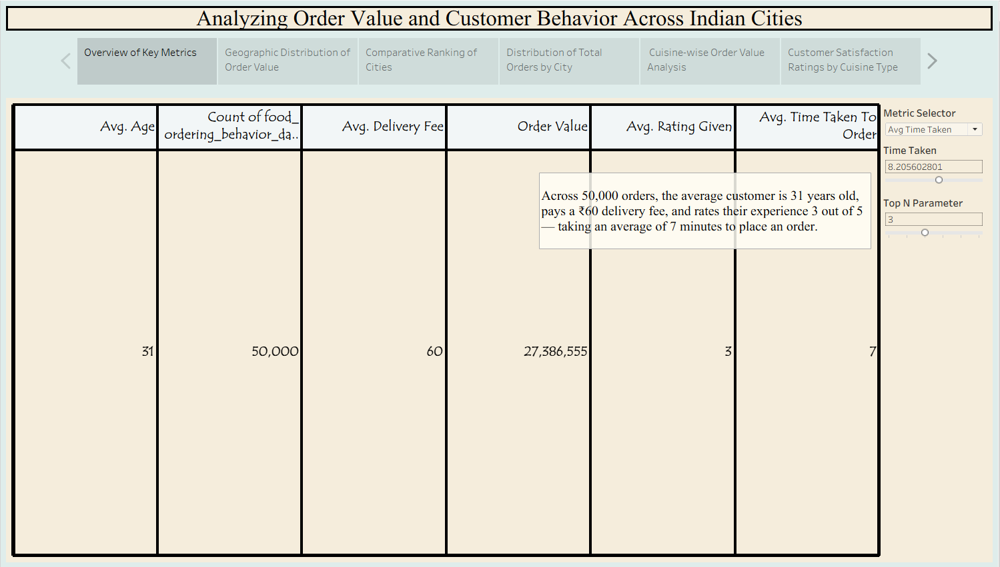 Analyzing Order Value and Customer Behavior Across Indian Cities
Overview of Key Metrics
Geographic Distribution of
Order Value
Comparative Ranking of
Cities
Distribution of Total
Orders by City
Cuisine-wise Order Value
Analysis
Customer Satisfaction
Ratings by Cuisine Type
Avg. Age
Count of food_
ordering_behavior_da..
Avg. Delivery Fee
Order Value
Avg. Rating Given
Avg. Time Taken To
Order
Across 50,000 orders, the average customer is 31 years old,
pays a ₹60 delivery fee, and rates their experience 3 out of 5
— taking an average of 7 minutes to place an order.
31
50,000
60
27,386,555
3
7
Metric Selector
Avg Time Taken
Time Taken
8.205602801
Top N Parameter
3